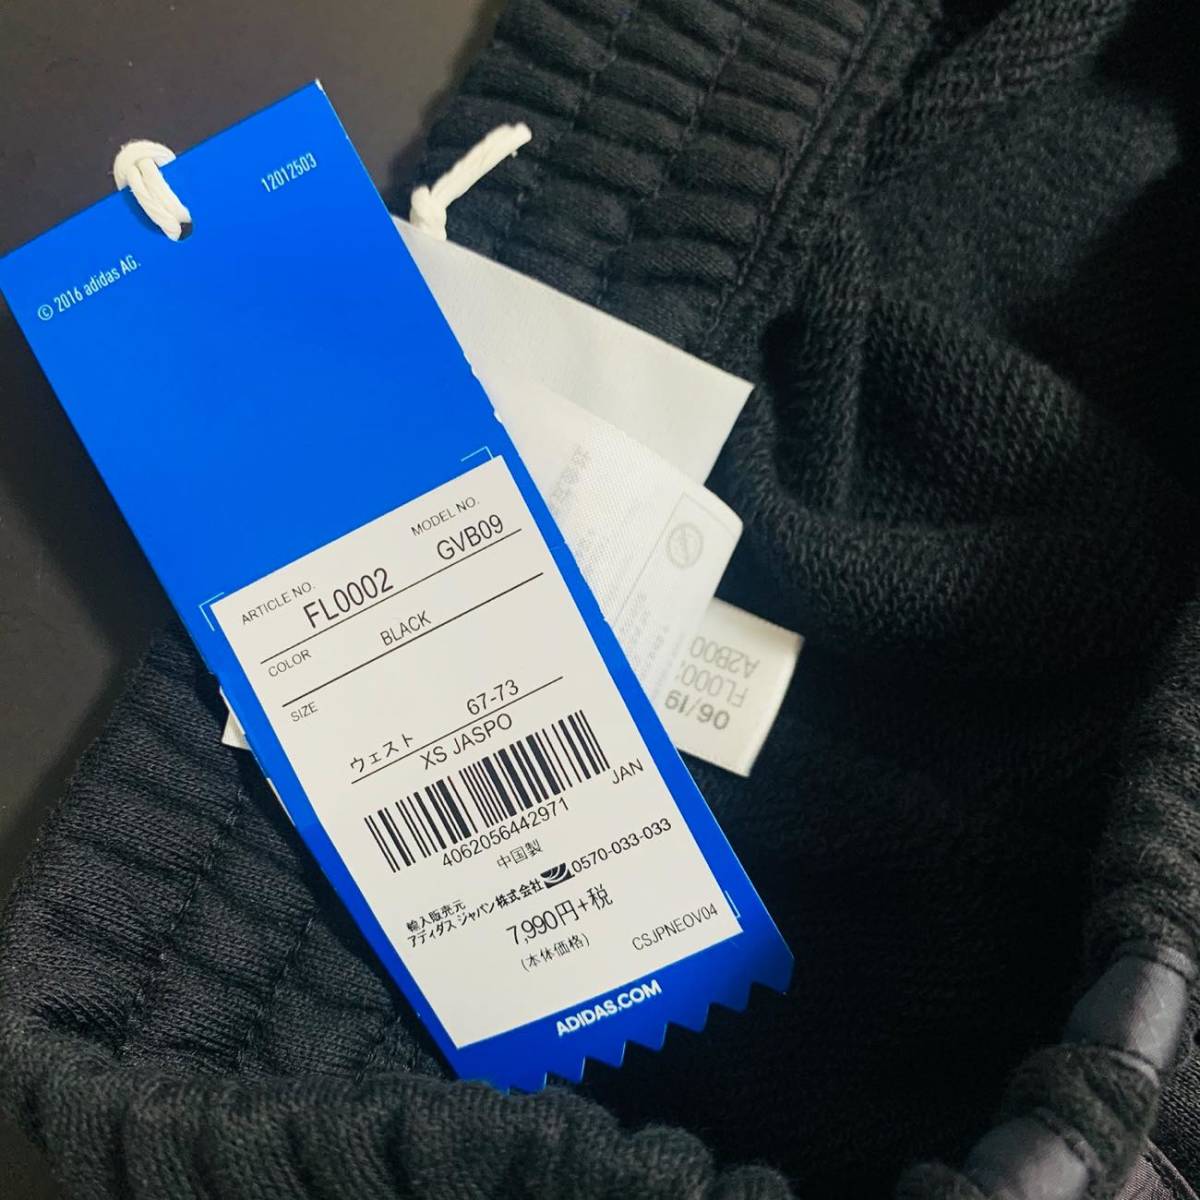 12012503
© 2016 adidas AG.
MODEL NO.
GVB09
ARTICLE NO.
FL0002
COLOR
BLACK
SIZE
67-73
ウェスト
XS JASPO
4062056442971
JAN
中国製
輸入販売元
アディダス ジャパン株式会社 0570-033-033
7,990円+税
(本体価格)
CSJPNEOV04
ADIDAS.COM
06/19
A2B00